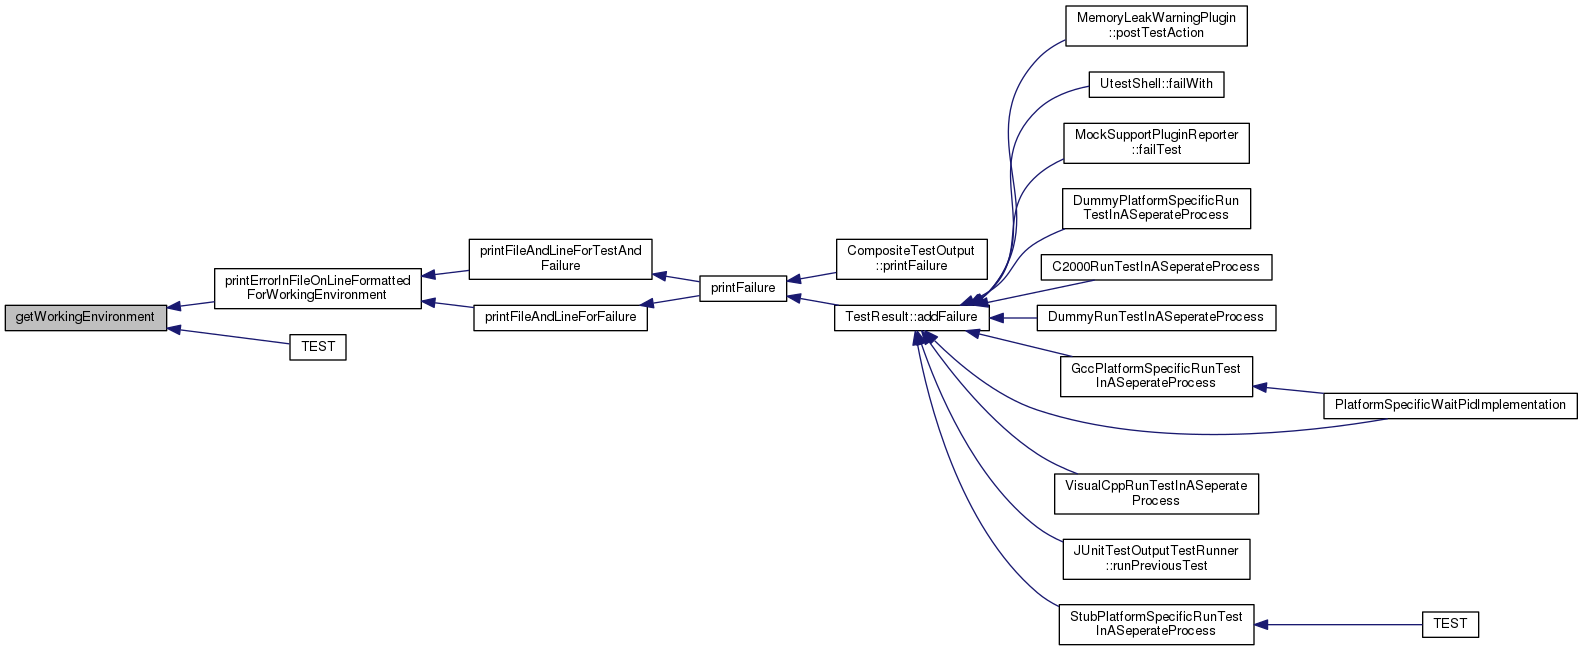 MemoryLeakWarningPlugin
::postTestAction
UtestShell::failWith
MockSupportPluginReporter
::failTest
DummyPlatformSpecificRun
TestInASeperateProcess
C2000RunTestInASeperateProcess
DummyRunTestInASeperateProcess
GccPlatformSpecificRunTest
InASeperateProcess
PlatformSpecificWaitPidImplementation
VisualCppRunTestInASeperate
Process
JUnitTestOutputTestRunner
::runPreviousTest
StubPlatformSpecificRunTest
InASeperateProcess
TEST
CompositeTestOutput
::printFailure
TestResult::addFailure
printFailure
printFileAndLineForTestAnd
Failure
printFileAndLineForFailure
printErrorInFileOnLineFormatted
ForWorkingEnvironment
getWorkingEnvironment
TEST